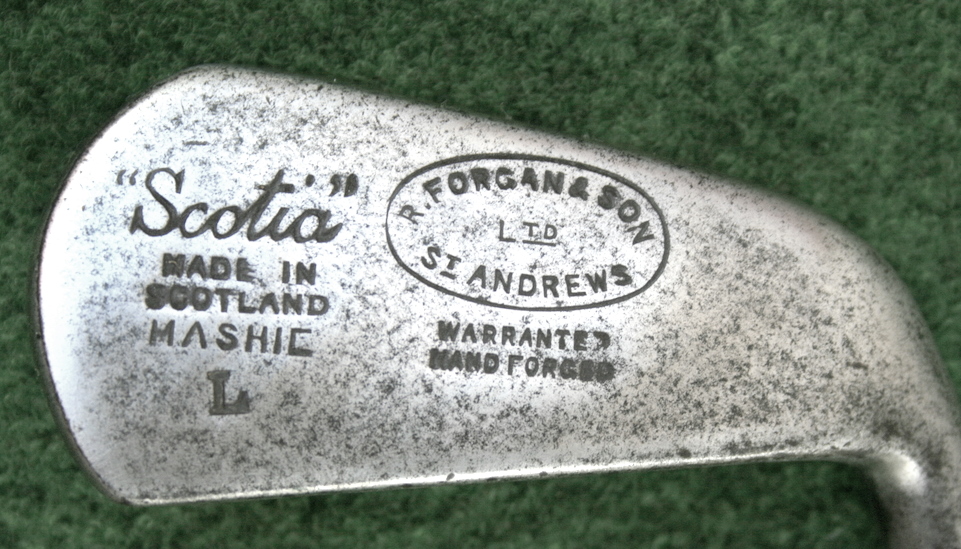 "Scotia"
MADE IN
SCOTLAND
MASHIE
L
R. FORGAN & SON
LTD
ST ANDREWS
WARRANTED
HAND FORGED